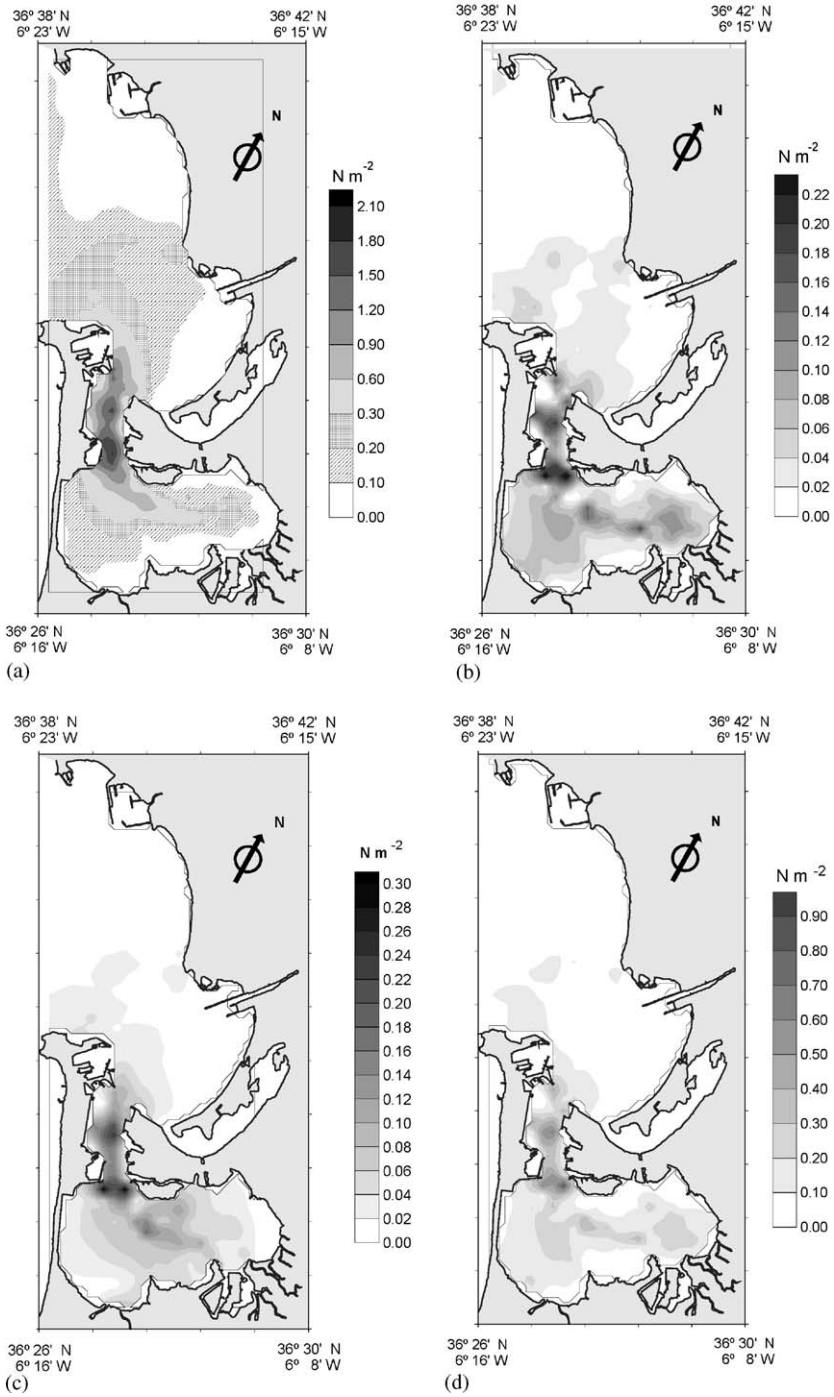 36º 38' N 36º 42' N
6º 23' W 6º 15' W
N
N m -2
2.10
1.80
1.50
1.20
0.90
0.60
0.30
0.20
0.10
0.00
36º 26' N 36º 30' N
6º 16' W 6º 8' W
(a)
36º 38' N 36º 42' N
6º 23' W 6º 15' W
N
N m -2
0.22
0.20
0.18
0.16
0.14
0.12
0.10
0.08
0.06
0.04
0.02
0.00
36º 26' N 36º 30' N
6º 16' W 6º 8' W
(b)
36º 38' N 36º 42' N
6º 23' W 6º 15' W
N
N m -2
0.30
0.28
0.26
0.24
0.22
0.20
0.18
0.16
0.14
0.12
0.10
0.08
0.06
0.04
0.02
0.00
36º 26' N 36º 30' N
6º 16' W 6º 8' W
(c)
36º 38' N 36º 42' N
6º 23' W 6º 15' W
N
N m -2
0.90
0.80
0.70
0.60
0.50
0.40
0.30
0.20
0.10
0.00
36º 26' N 36º 30' N
6º 16' W 6º 8' W
(d)